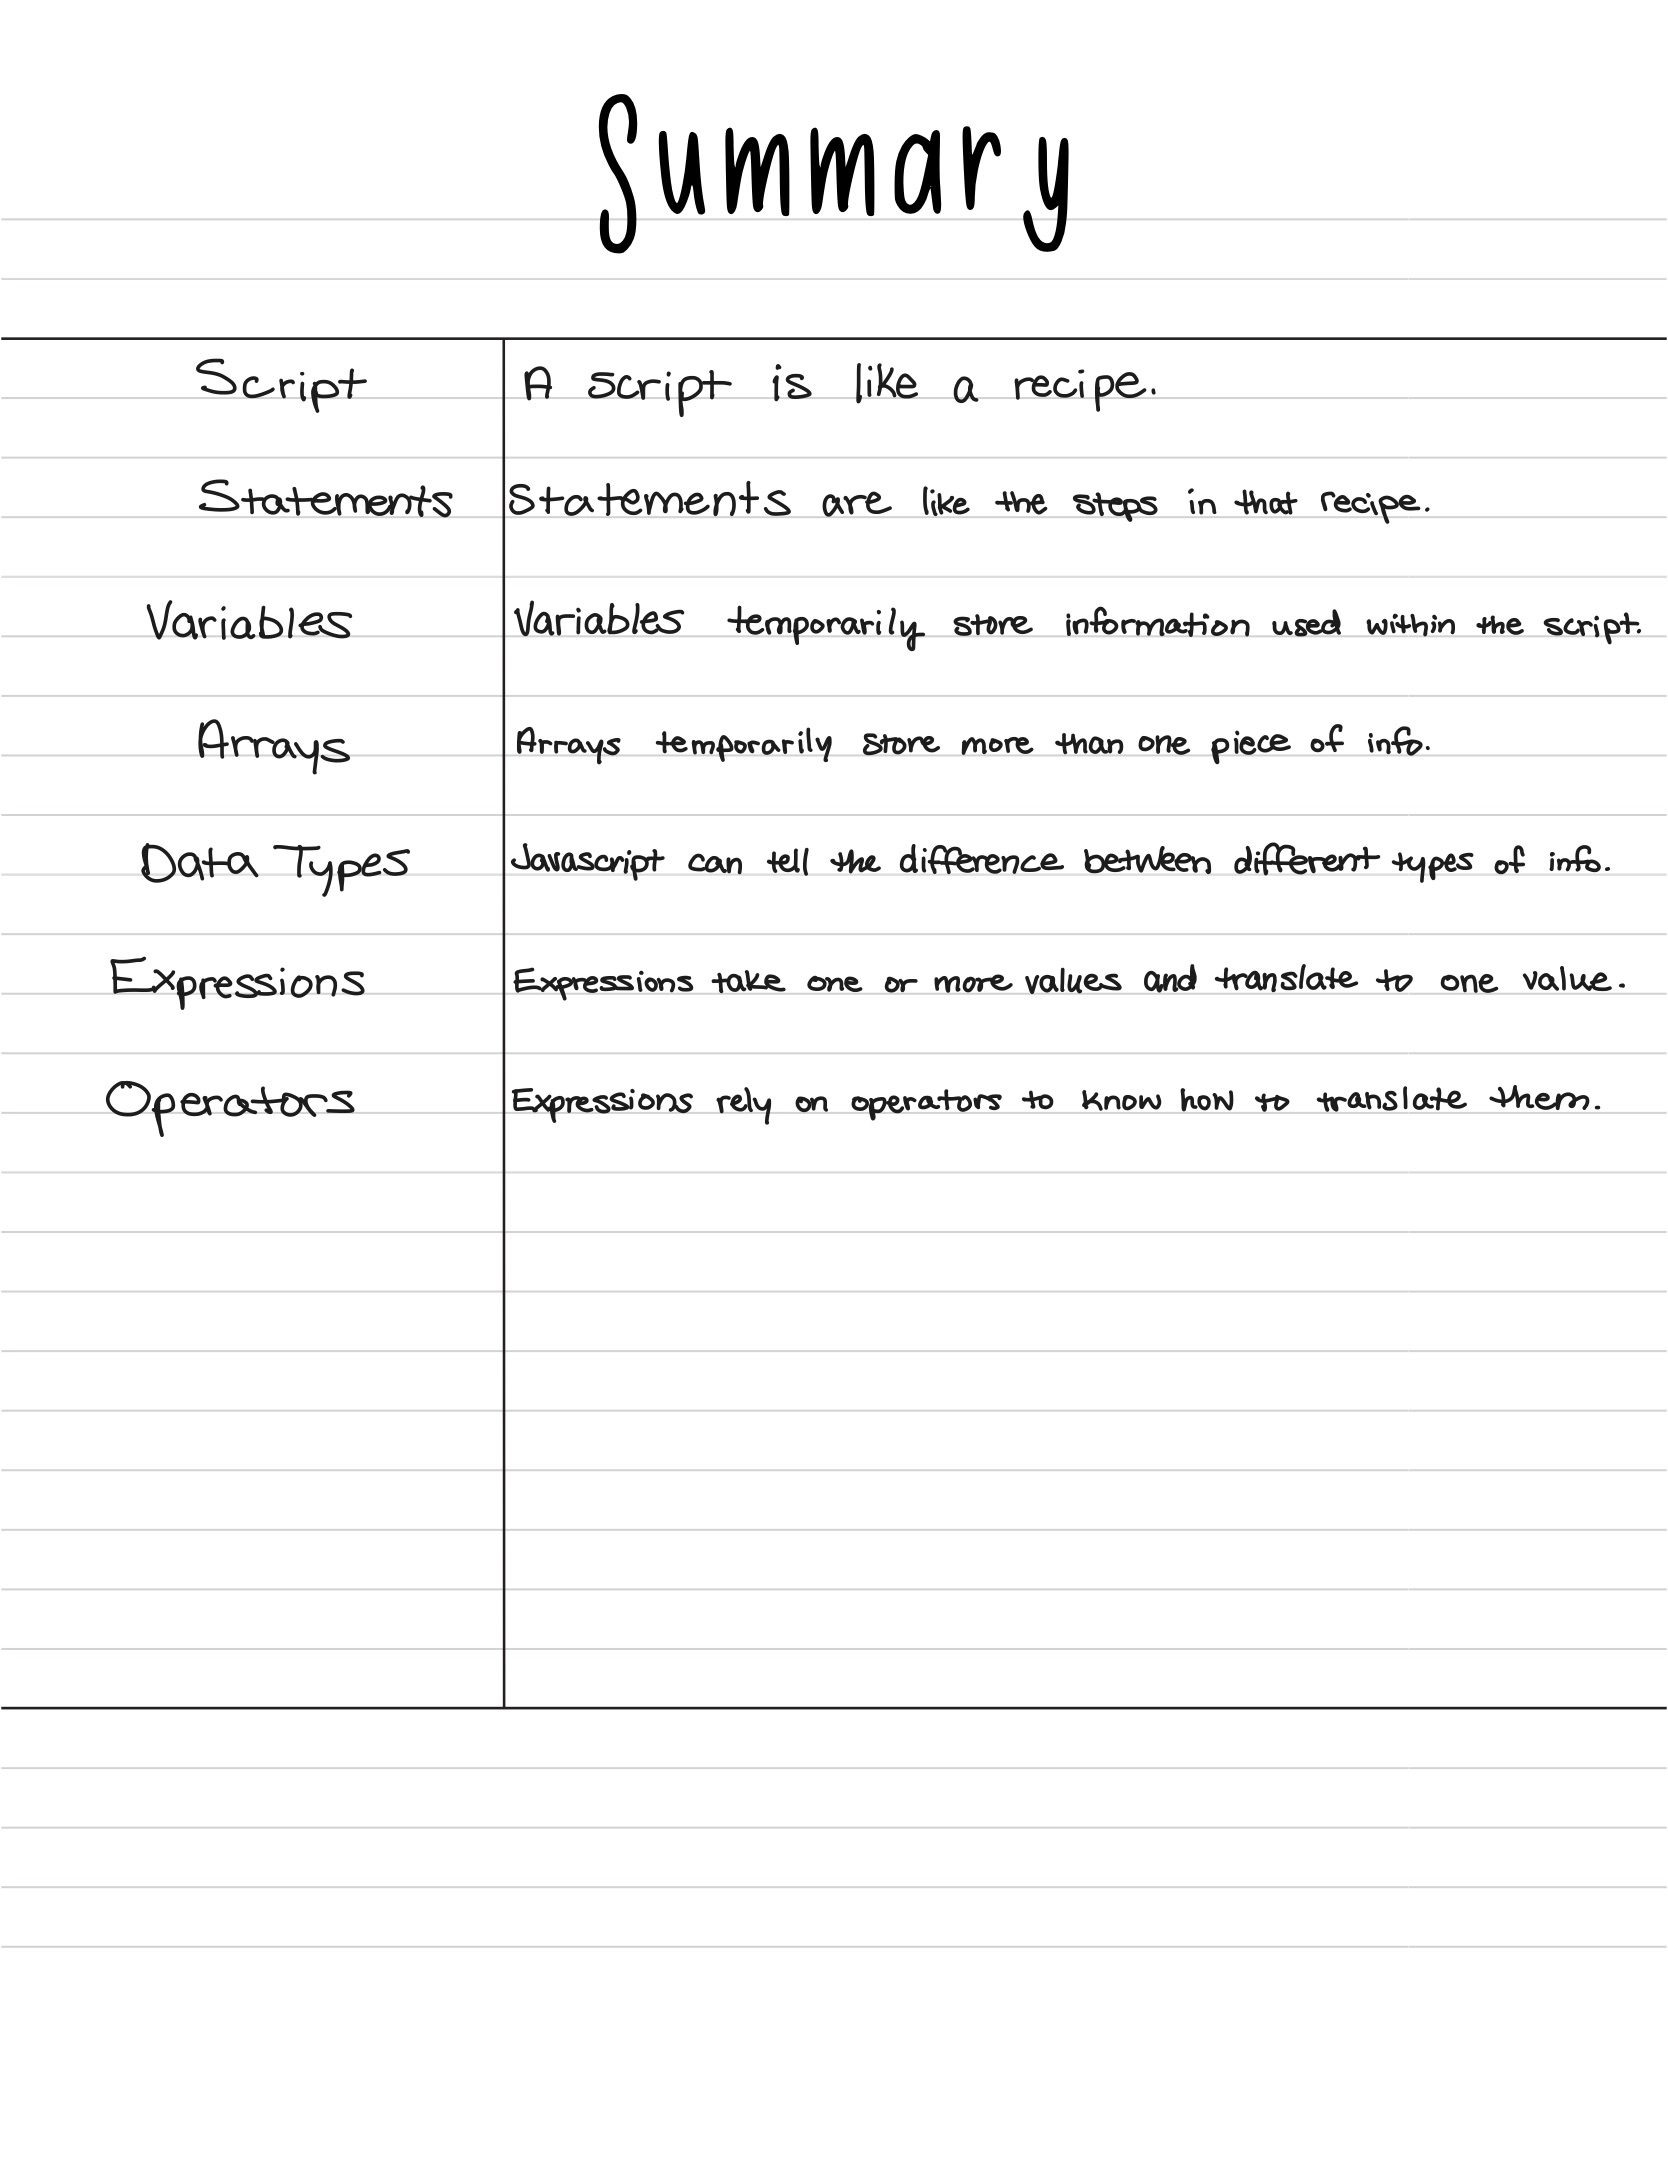 Summary
Script A script is like a recipe.
Statements Statements are like the steps in that recipe.
Variables Variables temporarily store information used within the script.
Arrays Arrays temporarily store more than one piece of info.
Data Types Javascript can tell the difference between different types of info.
Expressions Expressions take one or more values and translate to one value.
Operators Expressions rely on operators to know how to translate them.